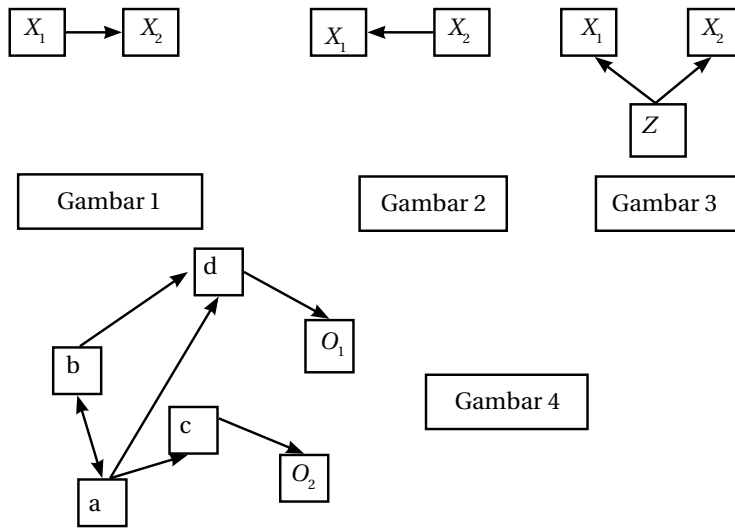 X₁ X₂
X₁ X₂
X₁ X₂
Z
Gambar 1
Gambar 2
Gambar 3
d
O₁
b
Gambar 4
c
O₂
a